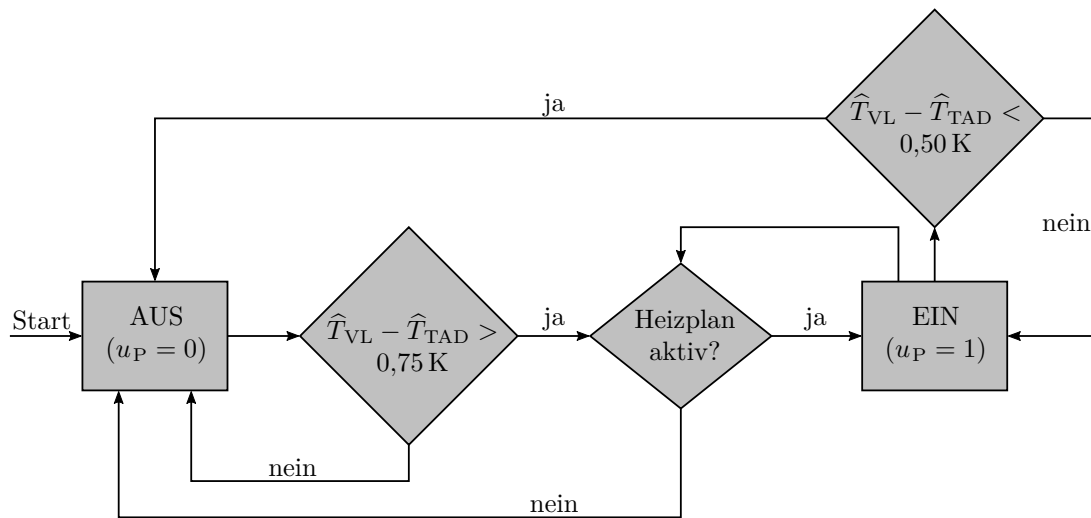 ja
T̂_VL − T̂_TAD <
0,50 K
nein
Start
AUS
(u_P = 0)
T̂_VL − T̂_TAD >
0,75 K
ja
Heizplan
aktiv?
ja
EIN
(u_P = 1)
nein
nein